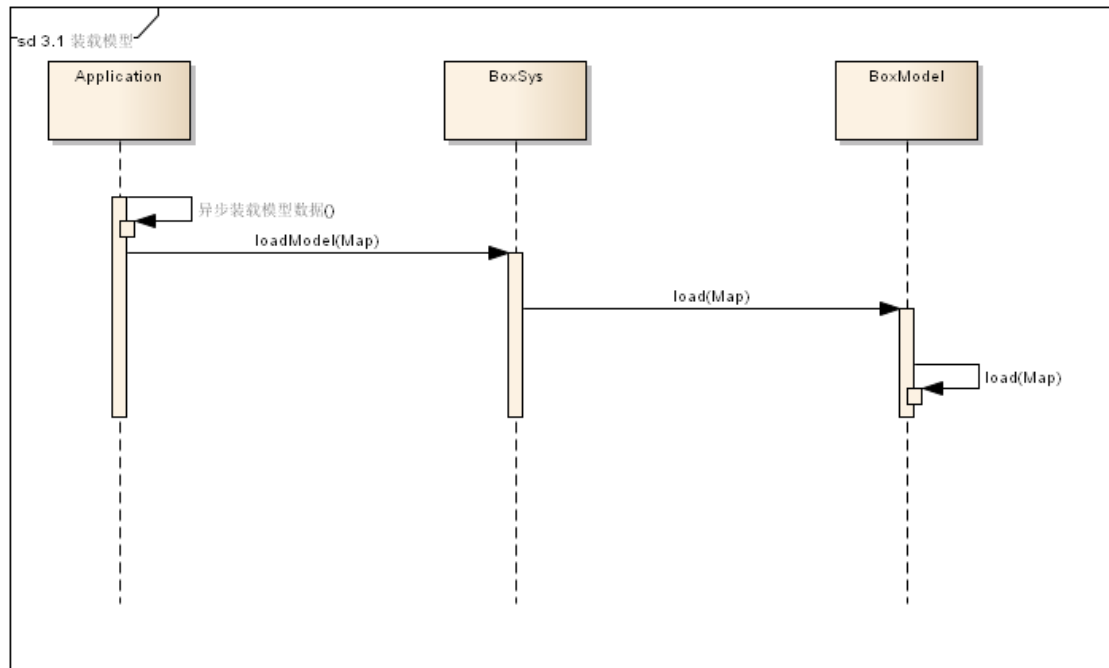 sd 3.1 装载模型
Application
BoxSys
BoxModel
异步装载模型数据()
loadModel(Map)
load(Map)
load(Map)